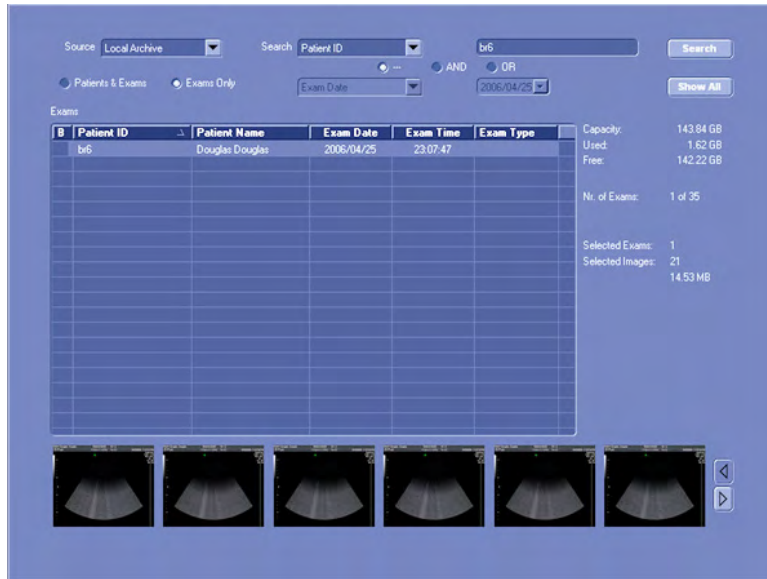 Source Local Archive Search Patient ID br6 Search
--- AND OR
Patients & Exams Exams Only Exam Date 2006/04/25 Show All
Exams
B Patient ID Patient Name Exam Date Exam Time Exam Type
br6 Douglas Douglas 2006/04/25 23:07:47
Capacity: 143.84 GB
Used: 1.62 GB
Free: 142.22 GB
Nr. of Exams: 1 of 35
Selected Exams: 1
Selected Images: 21
14.53 MB